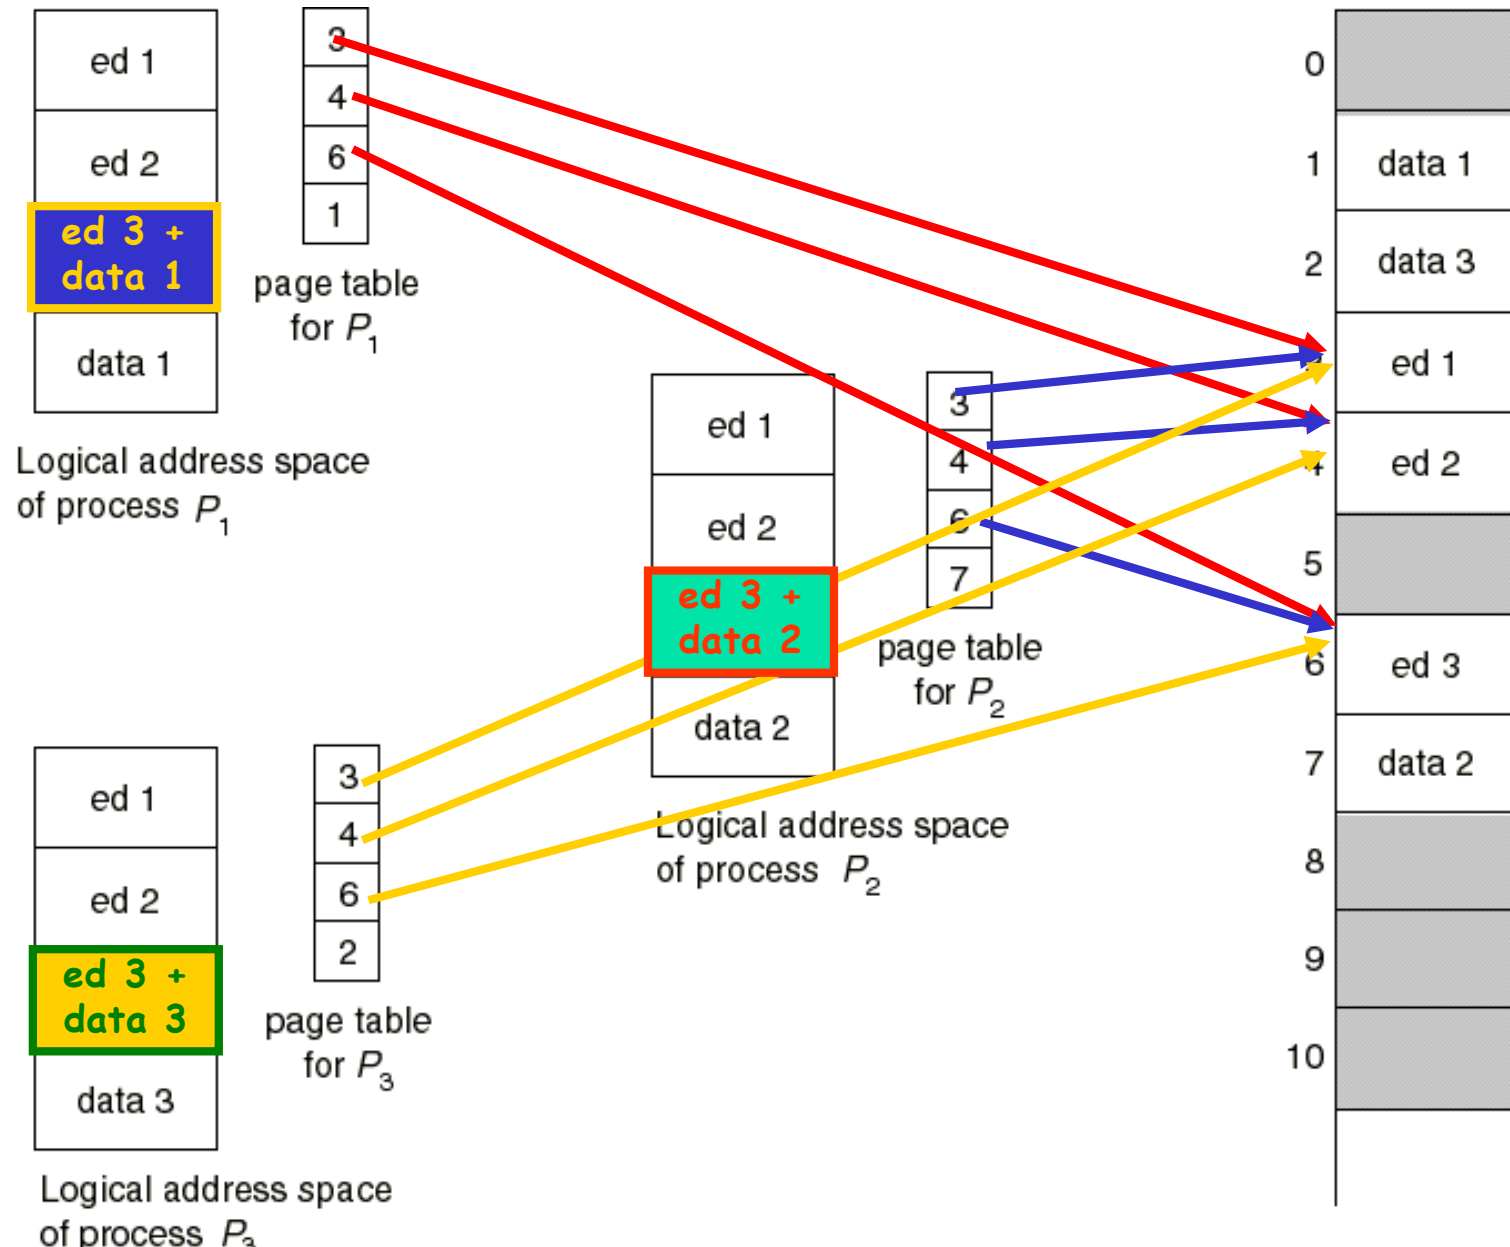 ed 1
ed 2
ed 3 +
data 1
data 1
Logical address space
of process P1
3
4
6
1
page table
for P1
ed 1
ed 2
ed 3 +
data 2
data 2
Logical address space
of process P2
3
4
6
7
page table
for P2
ed 1
ed 2
ed 3 +
data 3
data 3
Logical address space
of process P3
3
4
6
2
page table
for P3
0
1 data 1
2 data 3
ed 1
4 ed 2
5
6 ed 3
7 data 2
8
9
10